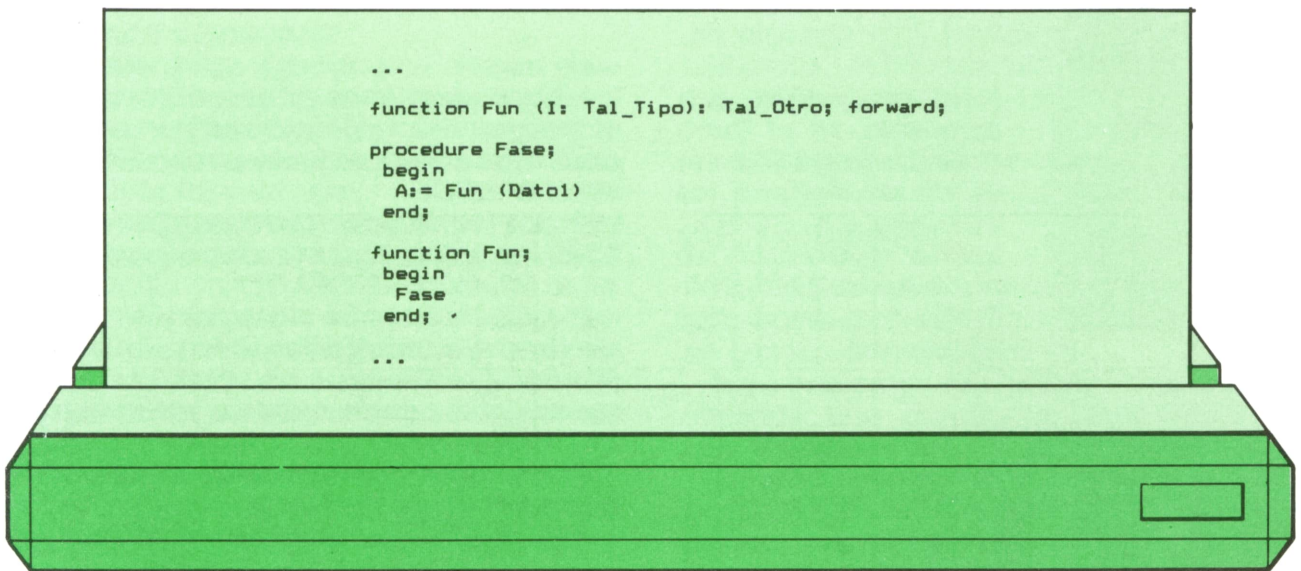 ...
function Fun (I: Tal_Tipo): Tal_Otro; forward;
procedure Fase;
begin
A:= Fun (Dato1)
end;
function Fun;
begin
Fase
end;
...